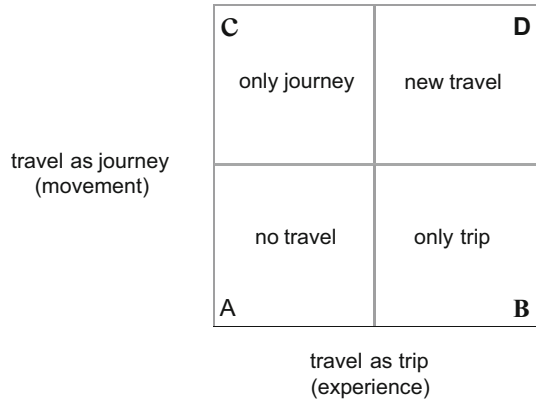 C D
only journey new travel
travel as journey
(movement)
no travel only trip
A B
travel as trip
(experience)